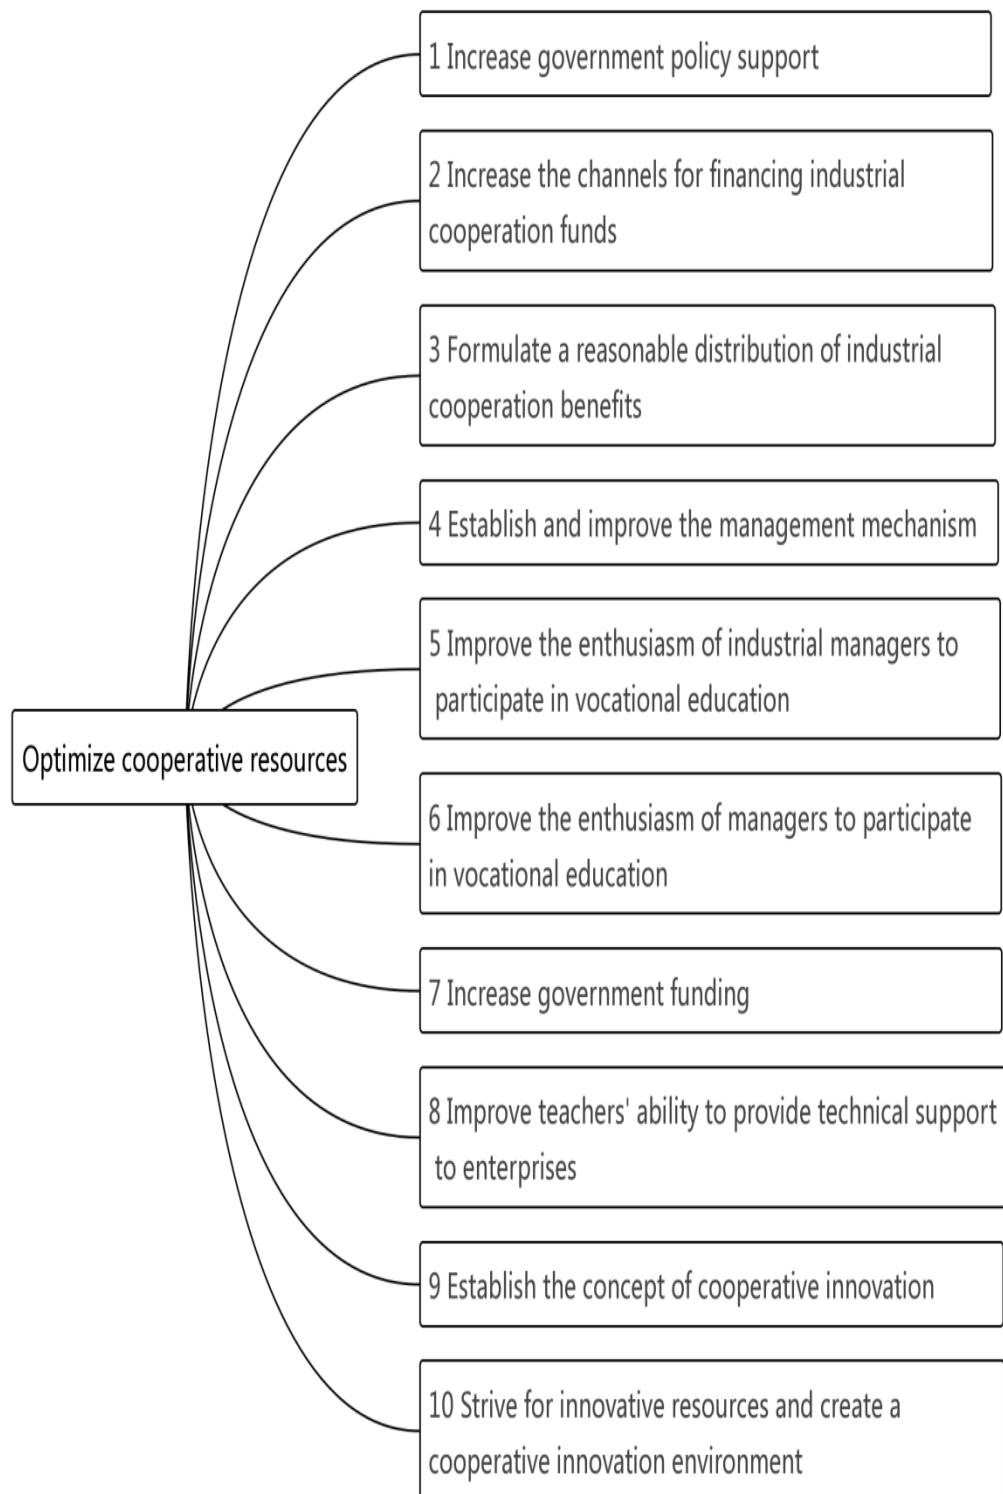 1 Increase government policy support
2 Increase the channels for financing industrial
cooperation funds
3 Formulate a reasonable distribution of industrial
cooperation benefits
4 Establish and improve the management mechanism
5 Improve the enthusiasm of industrial managers to
participate in vocational education
Optimize cooperative resources
6 Improve the enthusiasm of managers to participate
in vocational education
7 Increase government funding
8 Improve teachers' ability to provide technical support
to enterprises
9 Establish the concept of cooperative innovation
10 Strive for innovative resources and create a
cooperative innovation environment